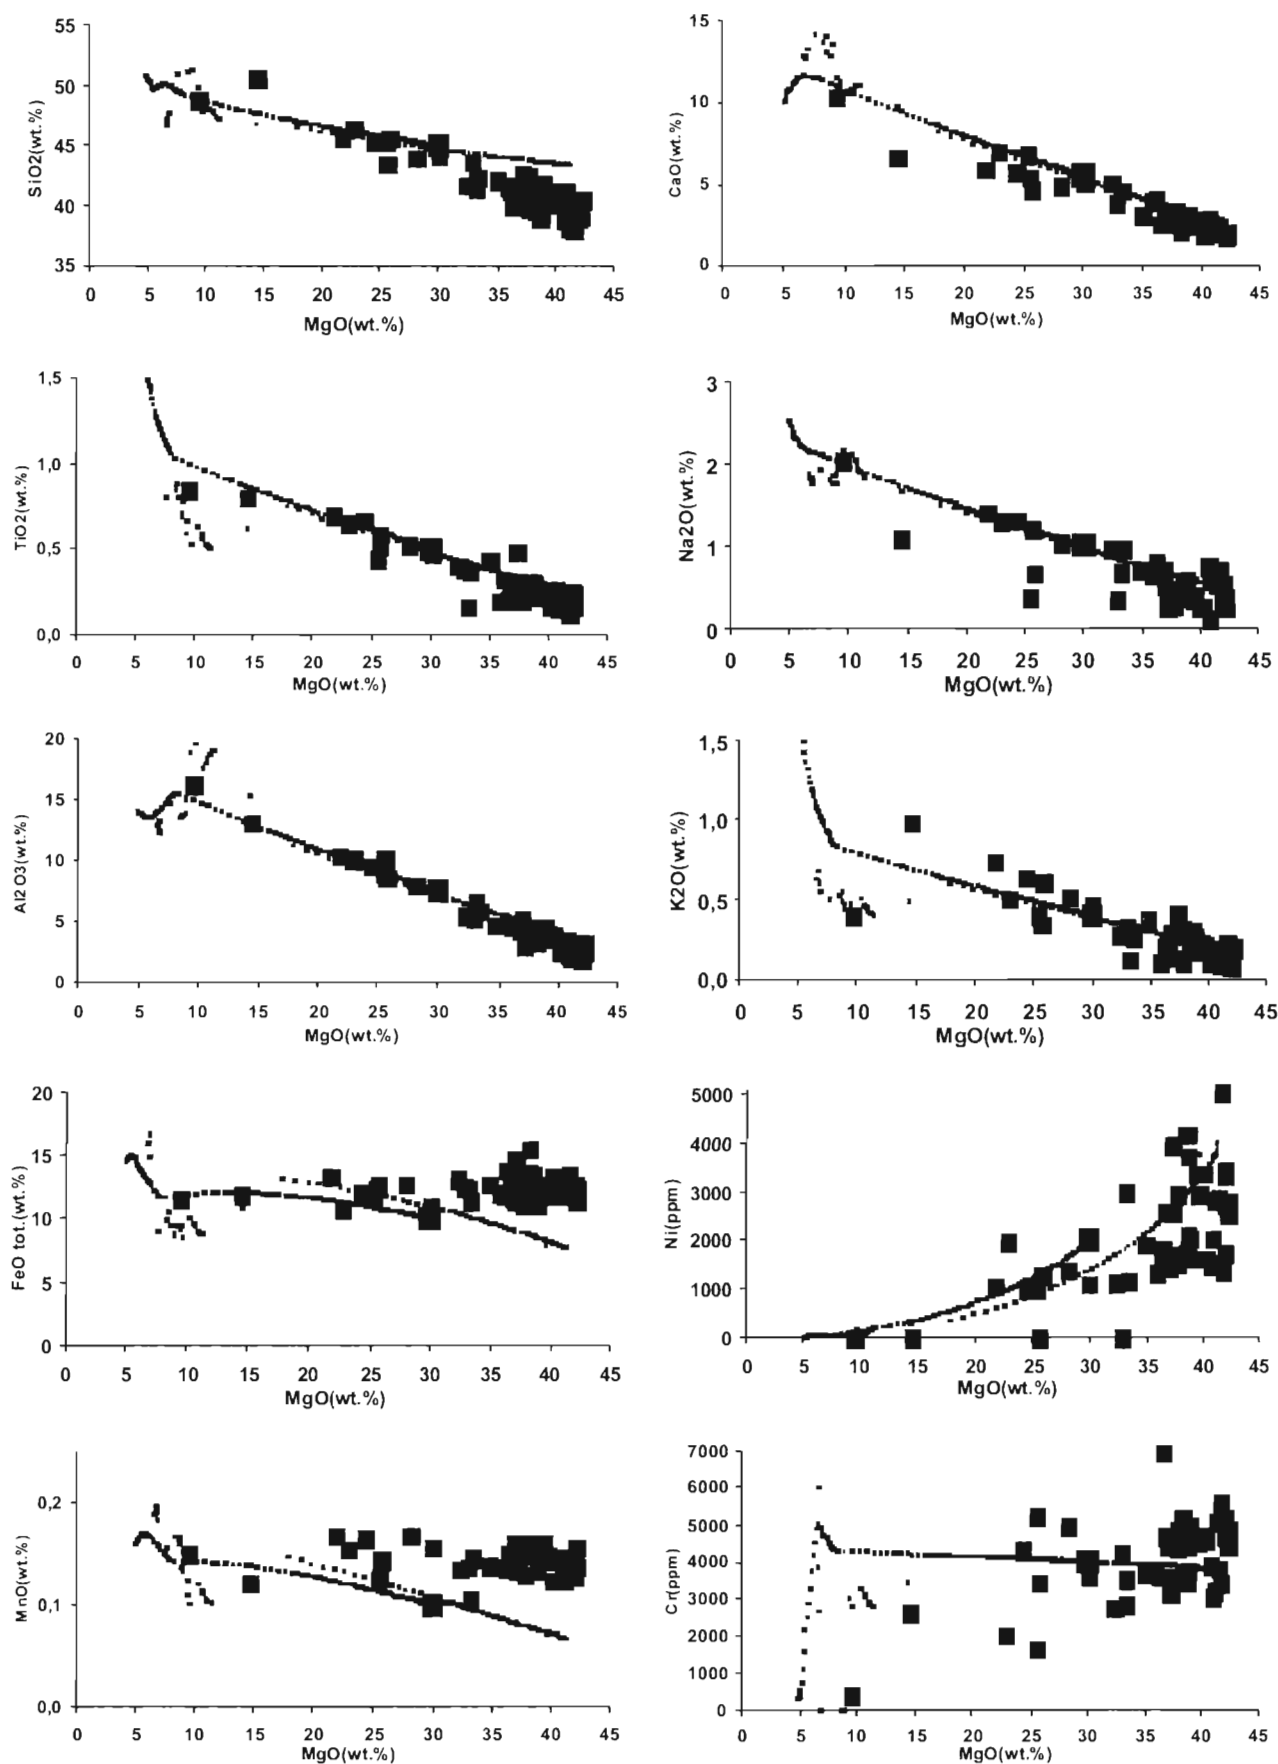 55
50
45
40
35
SiO2(wt.%)
0 5 10 15 20 25 30 35 40 45
MgO(wt.%)
15
10
5
0
CaO(wt.%)
0 5 10 15 20 25 30 35 40 45
MgO(wt.%)
1,5
1,0
0,5
0,0
TiO2(wt.%)
0 5 10 15 20 25 30 35 40 45
MgO(wt.%)
3
2
1
0
Na2O(wt.%)
0 5 10 15 20 25 30 35 40 45
MgO(wt.%)
20
15
10
5
0
Al2O3(wt.%)
0 5 10 15 20 25 30 35 40 45
MgO(wt.%)
1,5
1,0
0,5
0,0
K2O(wt.%)
0 5 10 15 20 25 30 35 40 45
MgO(wt.%)
20
15
10
5
0
FeO tot.(wt.%)
0 5 10 15 20 25 30 35 40 45
MgO(wt.%)
5000
4000
3000
2000
1000
0
Ni(ppm)
0 5 10 15 20 25 30 35 40 45
MgO(wt.%)
0,2
0,1
0,0
MnO(wt.%)
0 5 10 15 20 25 30 35 40 45
MgO(wt.%)
7000
6000
5000
4000
3000
2000
1000
0
Cr(ppm)
0 5 10 15 20 25 30 35 40 45
MgO(wt.%)